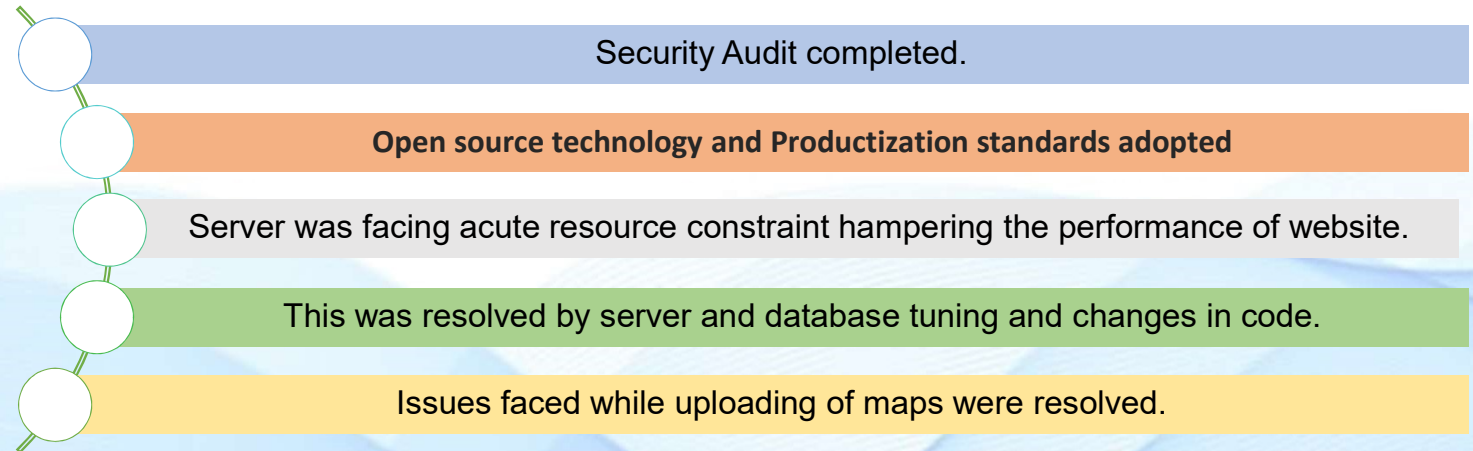 Security Audit completed.
Open source technology and Productization standards adopted
Server was facing acute resource constraint hampering the performance of website.
This was resolved by server and database tuning and changes in code.
Issues faced while uploading of maps were resolved.